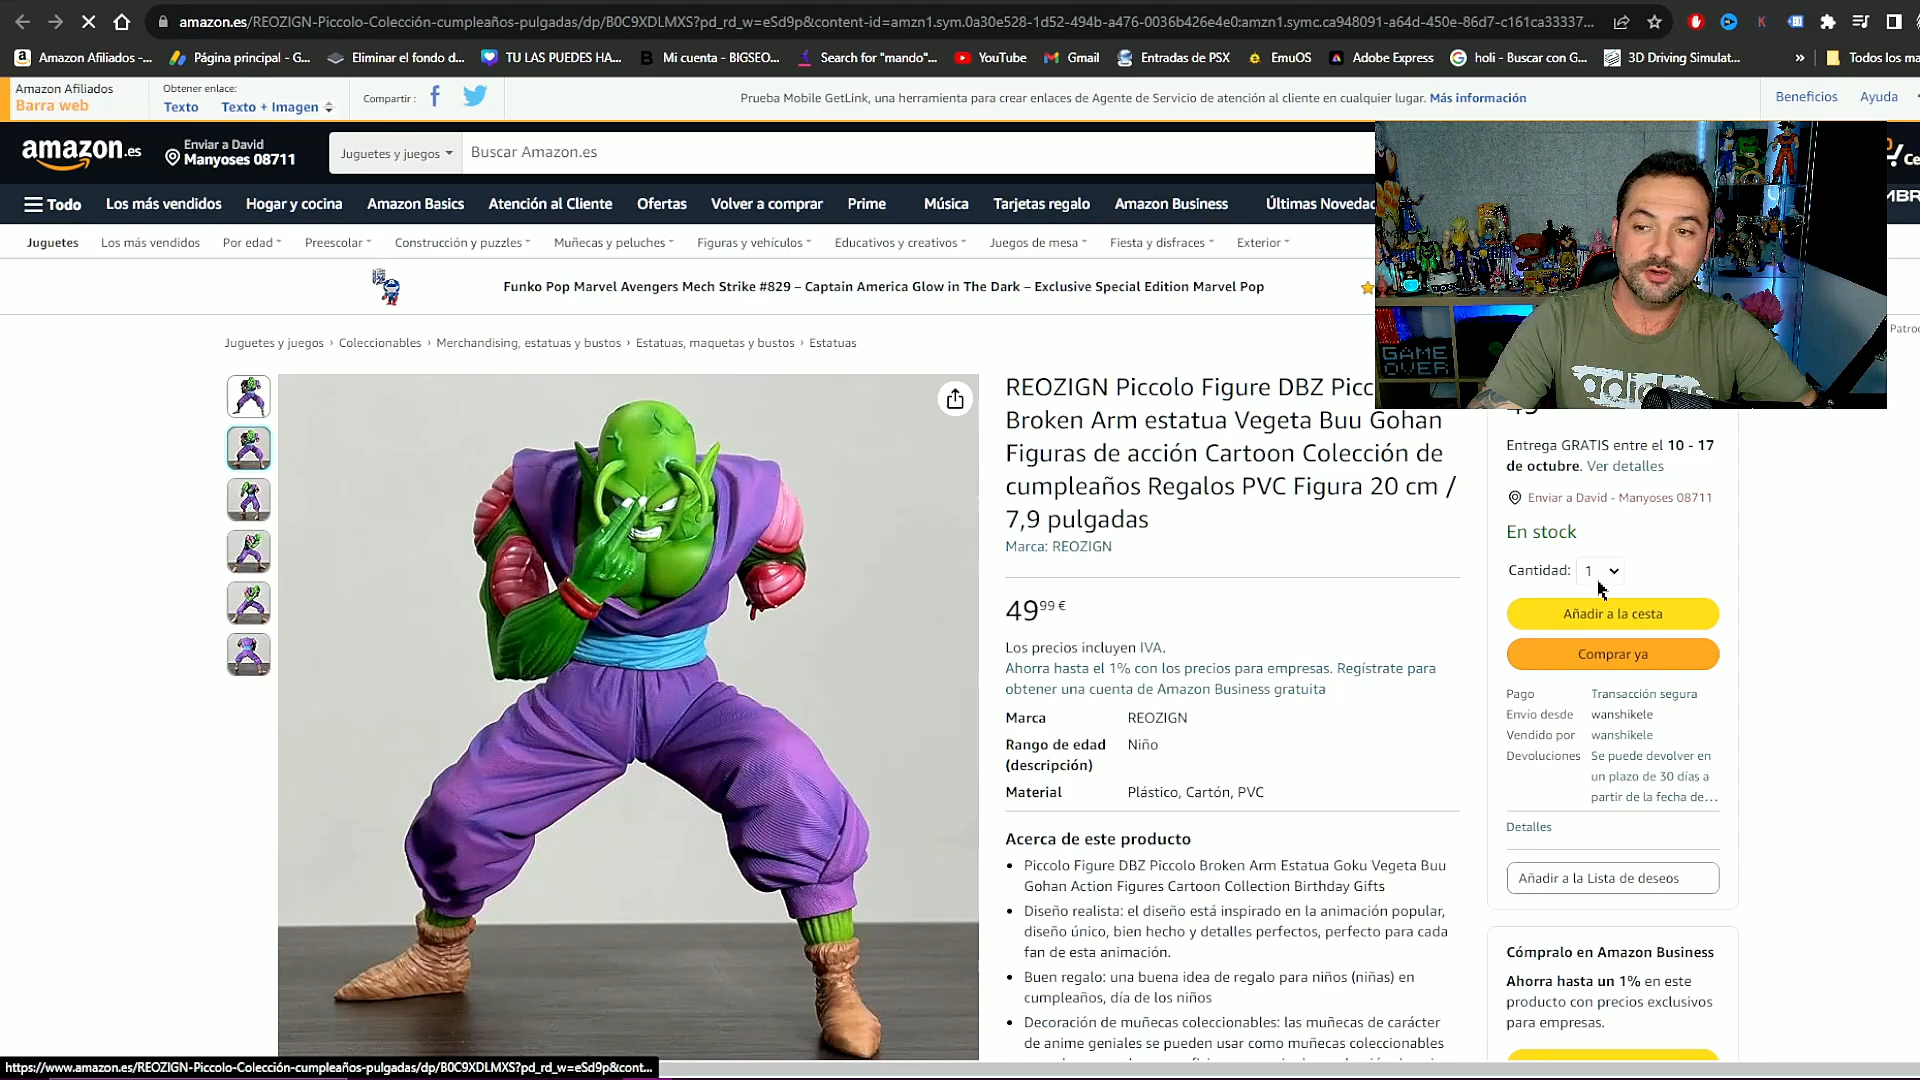 amazon.es/REOZIGN-Piccolo-Colección-cumpleaños-pulgadas/dp/B0C9XDLMXS?pd_rd_w=eSd9p&content-id=amzn1.sym.0a30e528-1d52-494b-a476-0036b426e4e0:amzn1.symc.ca948091-a64d-450e-86d7-c161ca33337...
Amazon Afiliados -... Página principal - G... Eliminar el fondo d... TU LAS PUEDES HA... Mi cuenta - BIGSEO... Search for "mando"... YouTube Gmail Entradas de PSX EmuOS Adobe Express holi - Buscar con G... 3D Driving Simulat... » Todos los ma
Amazon Afiliados
Barra web
Obtener enlace:
Texto Texto + Imagen
Compartir :
Prueba Mobile GetLink, una herramienta para crear enlaces de Agente de Servicio de atención al cliente en cualquier lugar. Más información
Beneficios Ayuda
amazon.es
Enviar a David
Manyoses 08711
Juguetes y juegos
Buscar Amazon.es
Ce
Todo Los más vendidos Hogar y cocina Amazon Basics Atención al Cliente Ofertas Volver a comprar Prime Música Tarjetas regalo Amazon Business Últimas Novedad
Juguetes Los más vendidos Por edad Preescolar Construcción y puzzles Muñecas y peluches Figuras y vehículos Educativos y creativos Juegos de mesa Fiesta y disfraces Exterior
Funko Pop Marvel Avengers Mech Strike #829 – Captain America Glow in The Dark – Exclusive Special Edition Marvel Pop
Patro
GAME
OVER
adidas
Juguetes y juegos › Coleccionables › Merchandising, estatuas y bustos › Estatuas, maquetas y bustos › Estatuas
REOZIGN Piccolo Figure DBZ Picc
Broken Arm estatua Vegeta Buu Gohan
Figuras de acción Cartoon Colección de
cumpleaños Regalos PVC Figura 20 cm /
7,9 pulgadas
Marca: REOZIGN
49,99 €
Los precios incluyen IVA.
Ahorra hasta el 1% con los precios para empresas. Regístrate para
obtener una cuenta de Amazon Business gratuita
Marca REOZIGN
Rango de edad Niño
(descripción)
Material Plástico, Cartón, PVC
Acerca de este producto
• Piccolo Figure DBZ Piccolo Broken Arm Estatua Goku Vegeta Buu
Gohan Action Figures Cartoon Collection Birthday Gifts
• Diseño realista: el diseño está inspirado en la animación popular,
diseño único, bien hecho y detalles perfectos, perfecto para cada
fan de esta animación.
• Buen regalo: una buena idea de regalo para niños (niñas) en
cumpleaños, día de los niños
• Decoración de muñecas coleccionables: las muñecas de carácter
de anime geniales se pueden usar como muñecas coleccionables
Entrega GRATIS entre el 10 - 17
de octubre. Ver detalles
Enviar a David - Manyoses 08711
En stock
Cantidad: 1
Añadir a la cesta
Comprar ya
Pago Transacción segura
Envío desde wanshikele
Vendido por wanshikele
Devoluciones Se puede devolver en
un plazo de 30 días a
partir de la fecha de...
Detalles
Añadir a la Lista de deseos
Cómpralo en Amazon Business
Ahorra hasta un 1% en este
producto con precios exclusivos
para empresas.
https://www.amazon.es/REOZIGN-Piccolo-Colección-cumpleaños-pulgadas/dp/B0C9XDLMXS?pd_rd_w=eSd9p&cont...